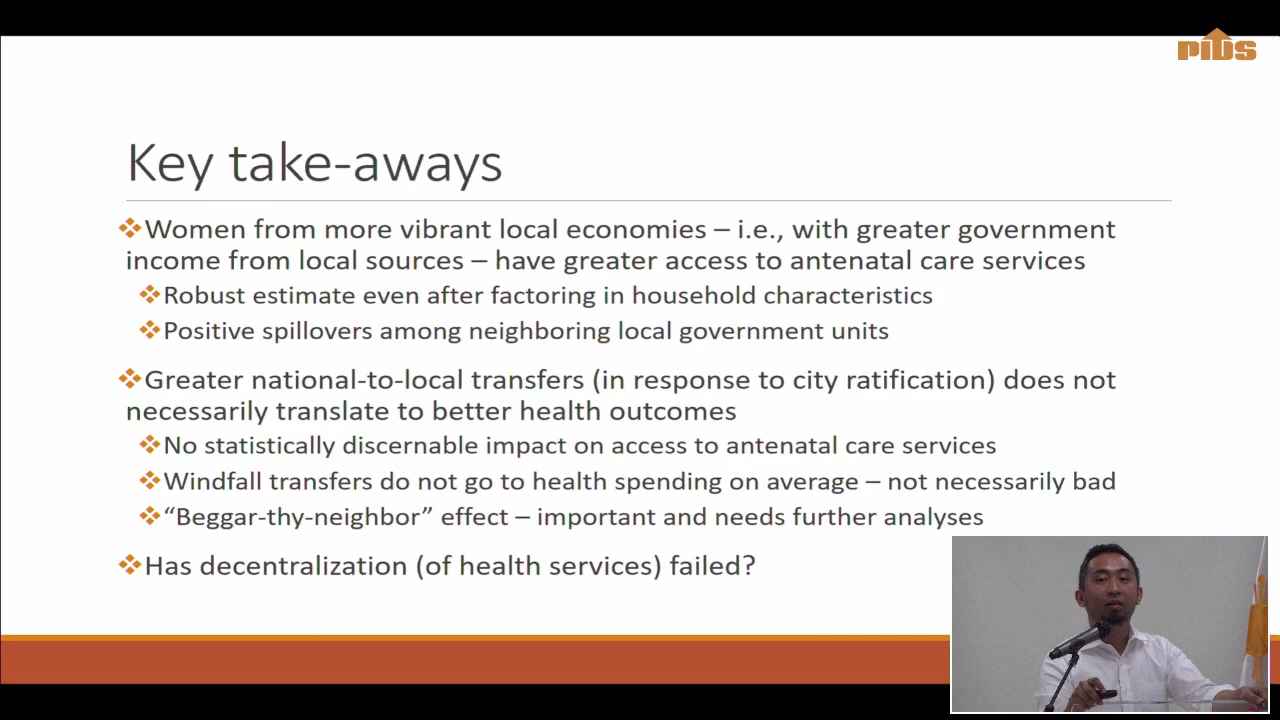 PIDS
Key take-aways
Women from more vibrant local economies – i.e., with greater government
income from local sources – have greater access to antenatal care services
Robust estimate even after factoring in household characteristics
Positive spillovers among neighboring local government units
Greater national-to-local transfers (in response to city ratification) does not
necessarily translate to better health outcomes
No statistically discernable impact on access to antenatal care services
Windfall transfers do not go to health spending on average – not necessarily bad
“Beggar-thy-neighbor” effect – important and needs further analyses
Has decentralization (of health services) failed?